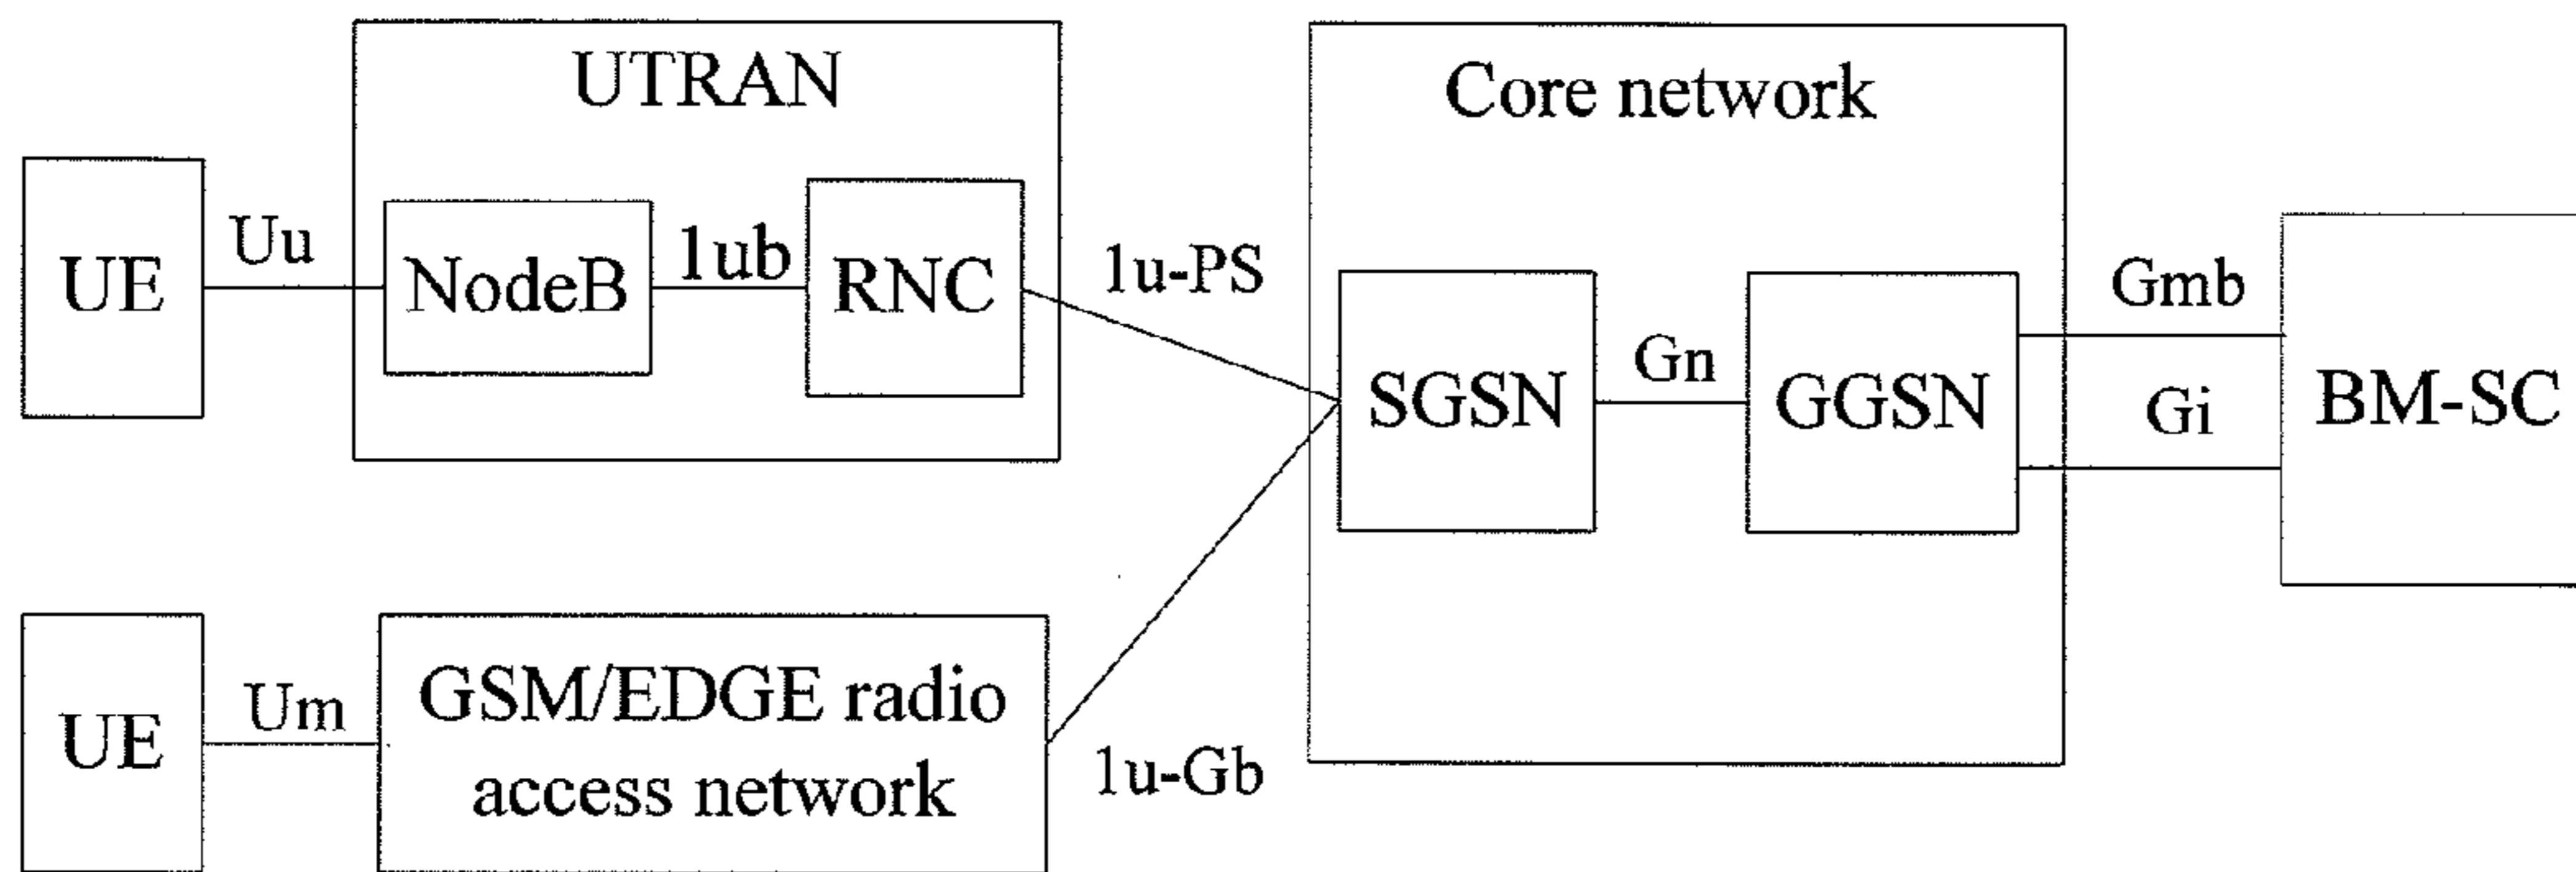 UTRAN
Core network
UE
Uu
NodeB
1ub
RNC
1u-PS
SGSN
Gn
GGSN
Gmb
Gi
BM-SC
UE
Um
GSM/EDGE radio
access network
1u-Gb